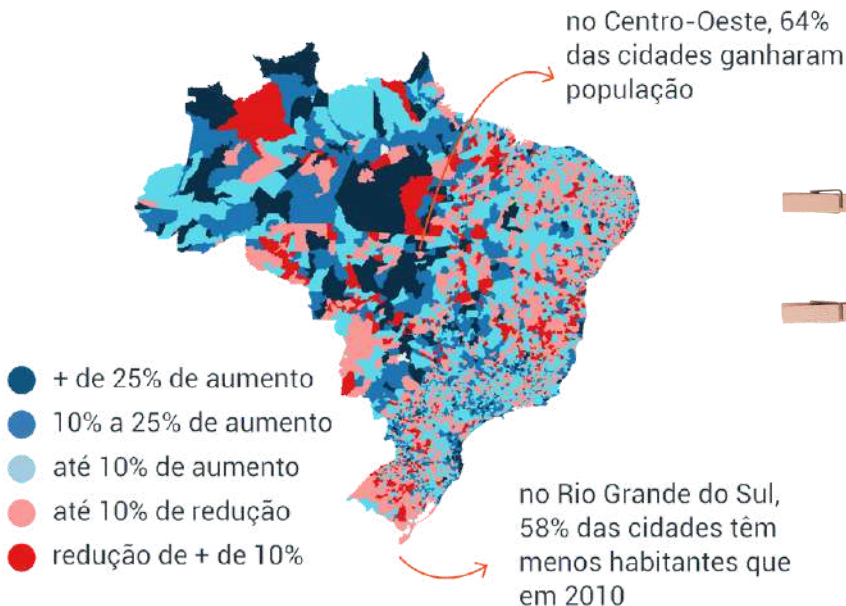 no Centro-Oeste, 64%
das cidades ganharam
população
+ de 25% de aumento
10% a 25% de aumento
até 10% de aumento
até 10% de redução
redução de + de 10%
no Rio Grande do Sul,
58% das cidades têm
menos habitantes que
em 2010